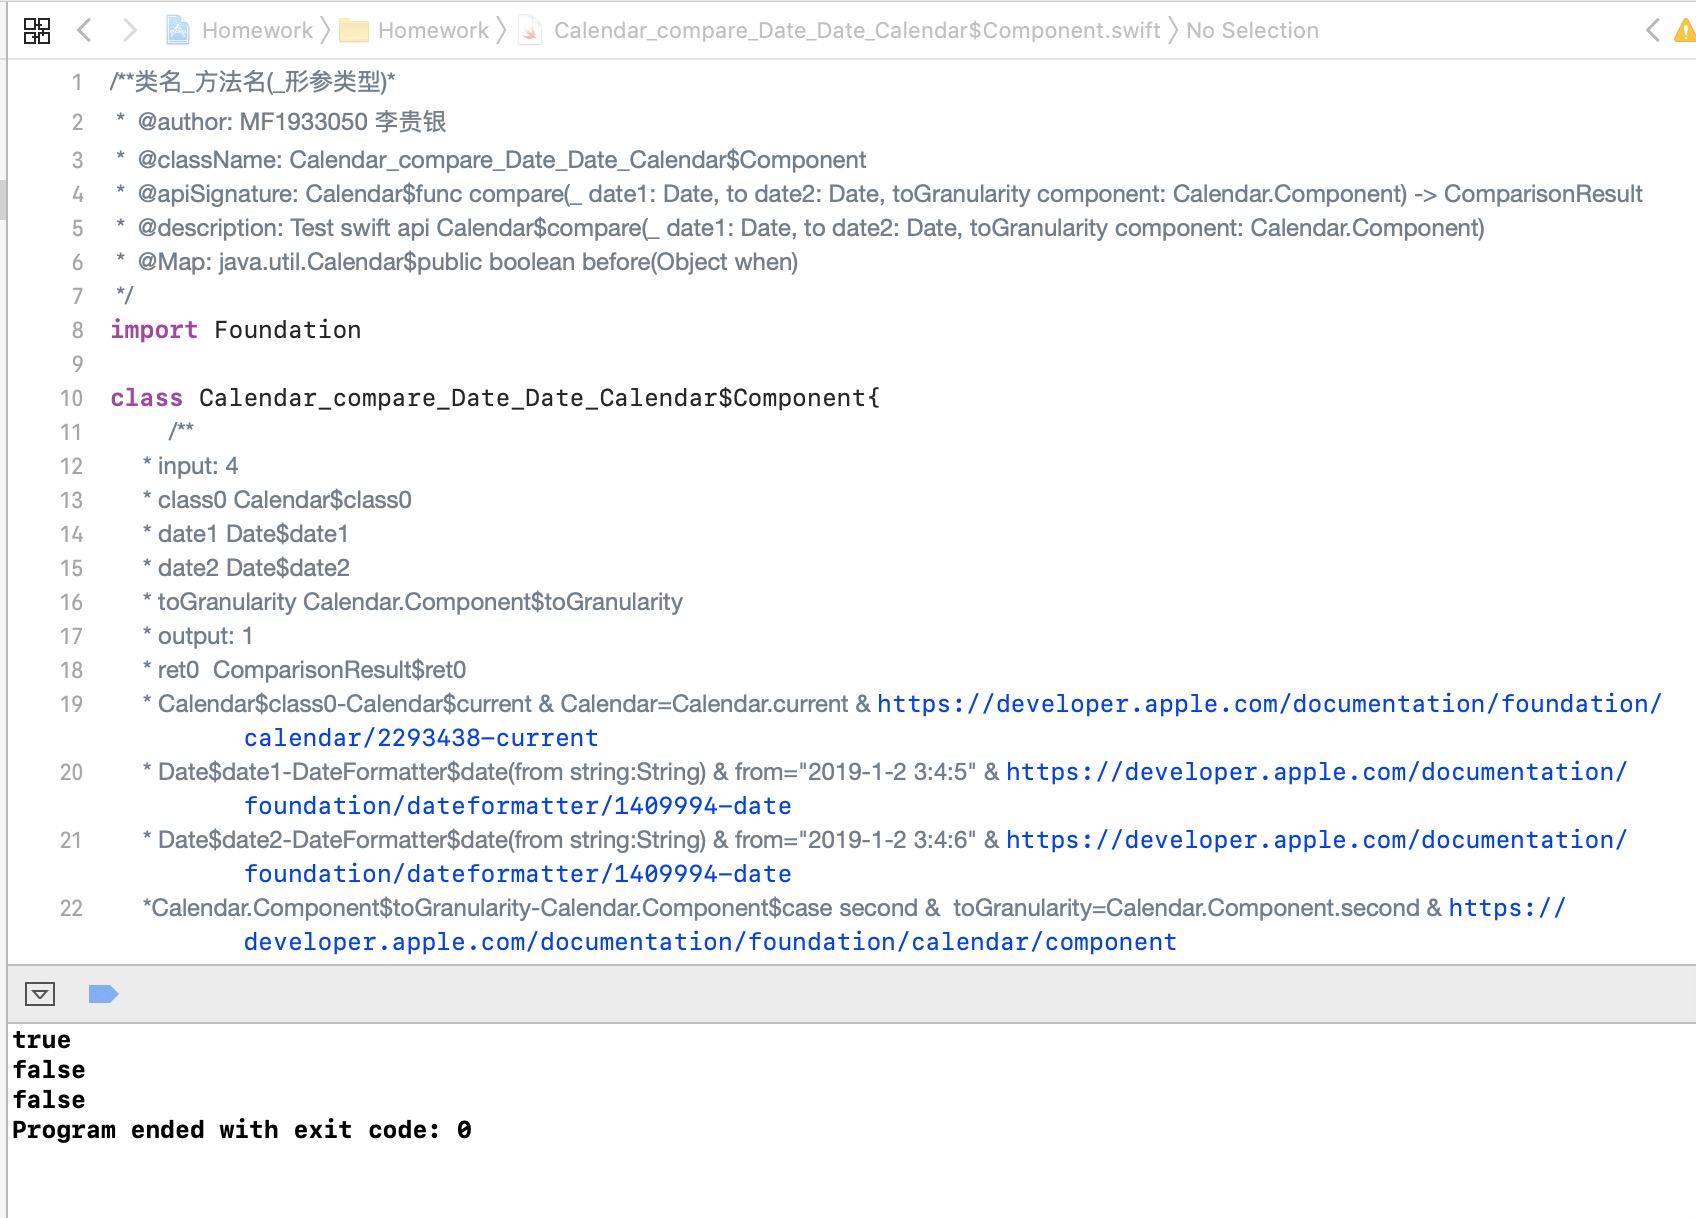 Homework Homework Calendar_compare_Date_Date_Calendar$Component.swift No Selection
1 /**类名_方法名(_形参类型)*
2 * @author: MF1933050 李贵银
3 * @className: Calendar_compare_Date_Date_Calendar$Component
4 * @apiSignature: Calendar$func compare(_ date1: Date, to date2: Date, toGranularity component: Calendar.Component) -> ComparisonResult
5 * @description: Test swift api Calendar$compare(_ date1: Date, to date2: Date, toGranularity component: Calendar.Component)
6 * @Map: java.util.Calendar$public boolean before(Object when)
7 */
8 import Foundation
9
10 class Calendar_compare_Date_Date_Calendar$Component{
11 /**
12 * input: 4
13 * class0 Calendar$class0
14 * date1 Date$date1
15 * date2 Date$date2
16 * toGranularity Calendar.Component$toGranularity
17 * output: 1
18 * ret0  ComparisonResult$ret0
19 * Calendar$class0-Calendar$current & Calendar=Calendar.current & https://developer.apple.com/documentation/foundation/
calendar/2293438-current
20 * Date$date1-DateFormatter$date(from string:String) & from="2019-1-2 3:4:5" & https://developer.apple.com/documentation/
foundation/dateformatter/1409994-date
21 * Date$date2-DateFormatter$date(from string:String) & from="2019-1-2 3:4:6" & https://developer.apple.com/documentation/
foundation/dateformatter/1409994-date
22 *Calendar.Component$toGranularity-Calendar.Component$case second &  toGranularity=Calendar.Component.second & https://
developer.apple.com/documentation/foundation/calendar/component
true
false
false
Program ended with exit code: 0